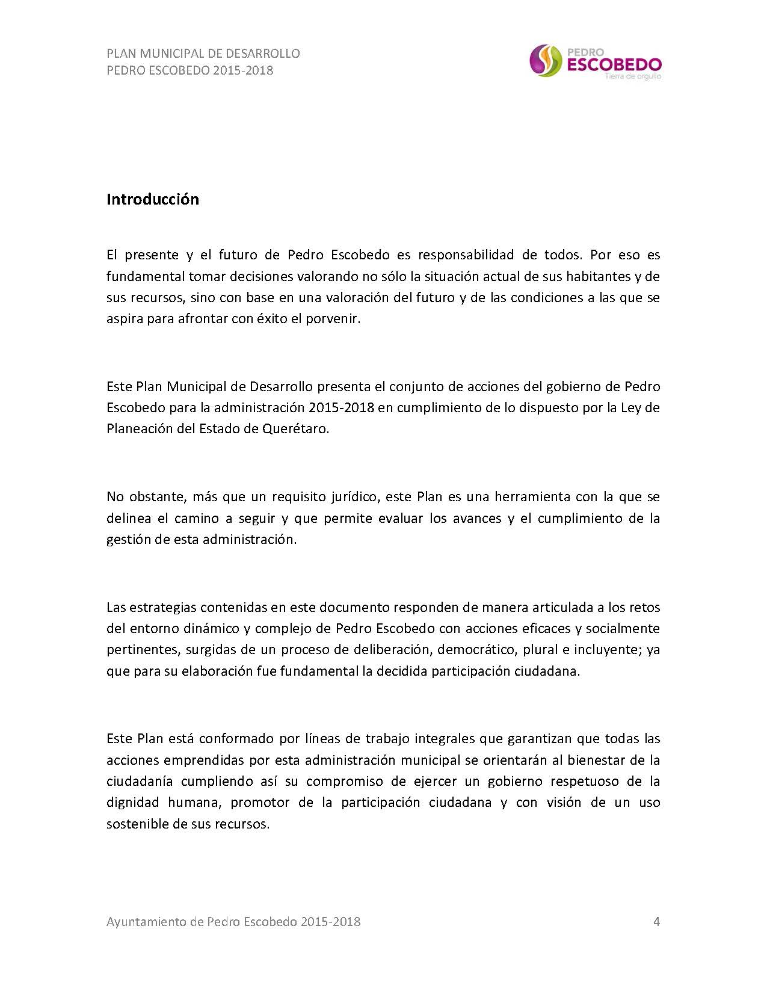 PLAN MUNICIPAL DE DESARROLLO
PEDRO ESCOBEDO 2015-2018
PEDRO
ESCOBEDO
Tierra de orgullo
Introducción
El presente y el futuro de Pedro Escobedo es responsabilidad de todos. Por eso es
fundamental tomar decisiones valorando no sólo la situación actual de sus habitantes y de
sus recursos, sino con base en una valoración del futuro y de las condiciones a las que se
aspira para afrontar con éxito el porvenir.
Este Plan Municipal de Desarrollo presenta el conjunto de acciones del gobierno de Pedro
Escobedo para la administración 2015-2018 en cumplimiento de lo dispuesto por la Ley de
Planeación del Estado de Querétaro.
No obstante, más que un requisito jurídico, este Plan es una herramienta con la que se
delinea el camino a seguir y que permite evaluar los avances y el cumplimiento de la
gestión de esta administración.
Las estrategias contenidas en este documento responden de manera articulada a los retos
del entorno dinámico y complejo de Pedro Escobedo con acciones eficaces y socialmente
pertinentes, surgidas de un proceso de deliberación, democrático, plural e incluyente; ya
que para su elaboración fue fundamental la decidida participación ciudadana.
Este Plan está conformado por líneas de trabajo integrales que garantizan que todas las
acciones emprendidas por esta administración municipal se orientarán al bienestar de la
ciudadanía cumpliendo así su compromiso de ejercer un gobierno respetuoso de la
dignidad humana, promotor de la participación ciudadana y con visión de un uso
sostenible de sus recursos.
Ayuntamiento de Pedro Escobedo 2015-2018 4